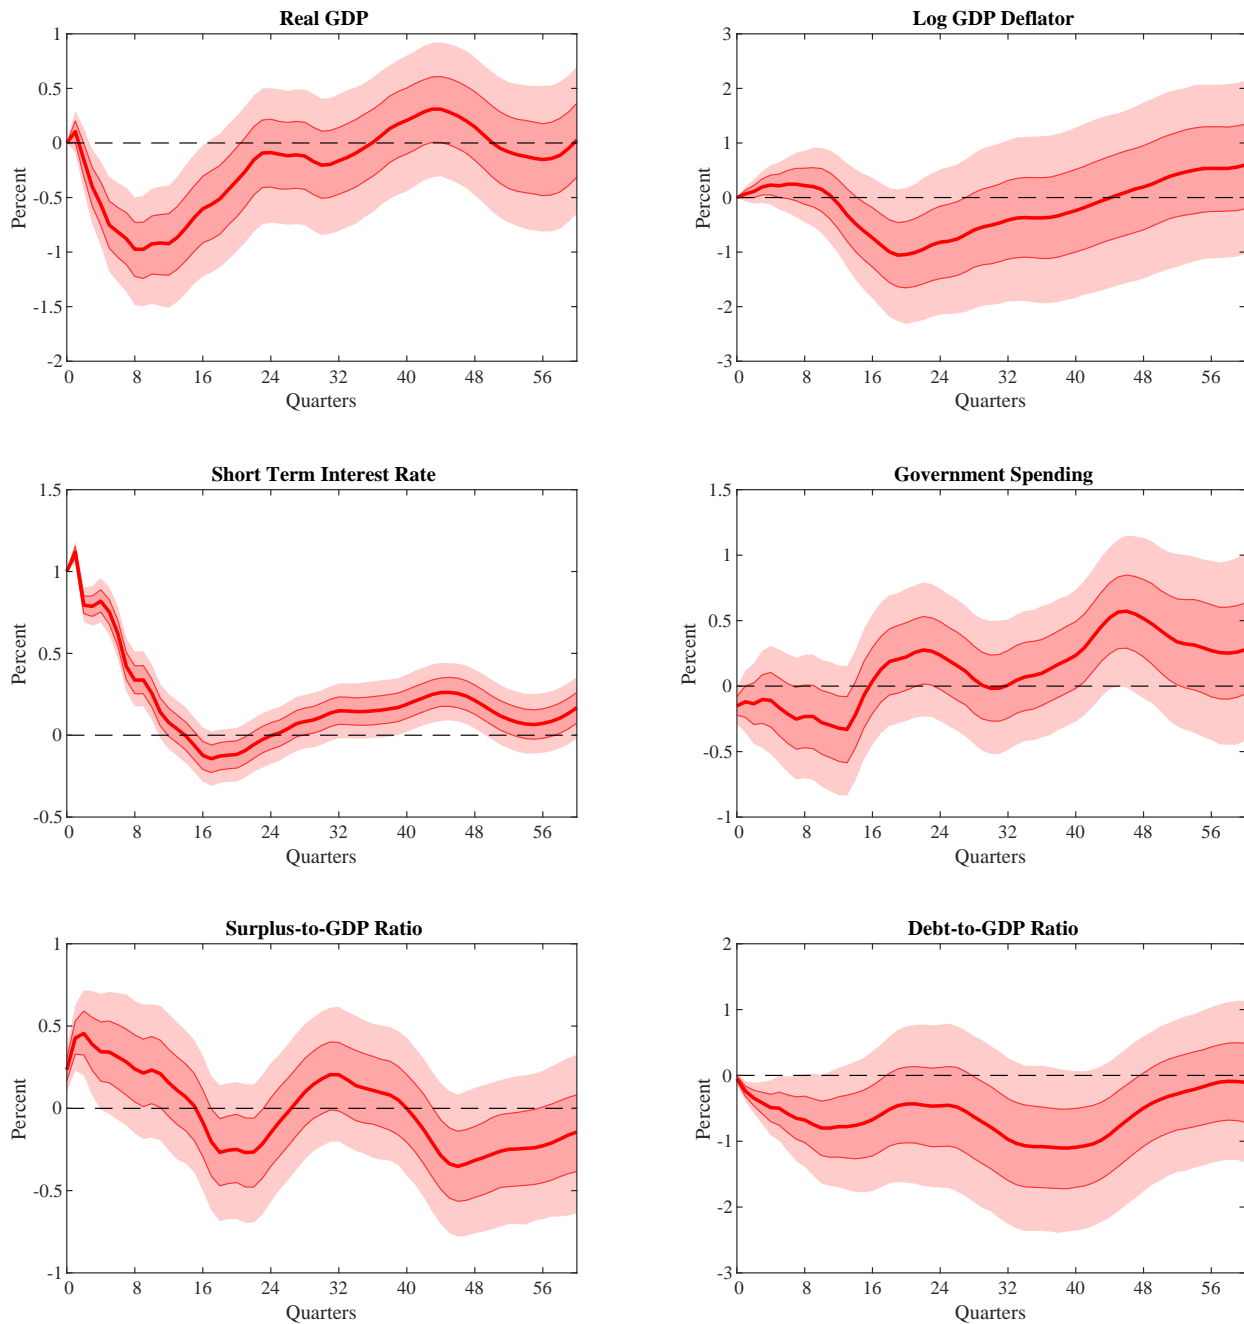 Real GDP
1
0.5
0
-0.5
-1
-1.5
-2
Percent
0 8 16 24 32 40 48 56
Quarters
Log GDP Deflator
3
2
1
0
-1
-2
-3
Percent
0 8 16 24 32 40 48 56
Quarters
Short Term Interest Rate
1.5
1
0.5
0
-0.5
Percent
0 8 16 24 32 40 48 56
Quarters
Government Spending
1.5
1
0.5
0
-0.5
-1
Percent
0 8 16 24 32 40 48 56
Quarters
Surplus-to-GDP Ratio
1
0.5
0
-0.5
-1
Percent
0 8 16 24 32 40 48 56
Quarters
Debt-to-GDP Ratio
2
1
0
-1
-2
-3
Percent
0 8 16 24 32 40 48 56
Quarters